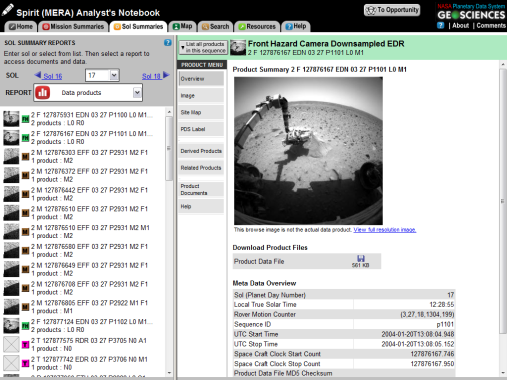 Spirit (MERA) Analyst's Notebook
To Opportunity
NASA Planetary Data System
GEOSCIENCES
Home
Mission Summaries
Sol Summaries
Map
Search
Resources
Help
? | About | Comments
SOL SUMMARY REPORTS
Enter sol or select from list. Then select a report to
access documents and data.
SOL
Sol 16
17
Sol 18
REPORT
Data products
FH 2 F 127875931 EDN 03 27 P1100 L0 M1...
2 products : L0 R0
FH 2 F 127876167 EDN 03 27 P1101 L0 M1...
2 products : L0 R0
M 2 M 127876303 EFF 03 27 P2931 M2 F1
1 product : M2
M 2 M 127876372 EFF 03 27 P2931 M2 F1
1 product : M2
M 2 M 127876442 EFF 03 27 P2931 M2 F1
1 product : M2
M 2 M 127876510 EFF 03 27 P2931 M2 F1
1 product : M2
M 2 M 127876510 EFF 03 27 P2931 M2 M1
1 product : M2
M 2 M 127876580 EFF 03 27 P2931 M2 F1
1 product : M2
M 2 M 127876649 EFF 03 27 P2931 M2 F1
1 product : M2
M 2 M 127876708 EFF 03 27 P2931 M2 F1
1 product : M2
M 2 M 127876805 EFF 03 27 P2922 M1 F1
1 product : M1
FH 2 F 127877124 EDN 03 27 P1102 L0 M1...
2 products : L0 R0
T 2 T 127877575 RDR 03 27 P3705 N0 A1
1 product : N0
T 2 T 127877742 EDR 03 27 P3706 N0 M1
1 product : N0
List all products
in this sequence
Front Hazard Camera Downsampled EDR
2 F 127876167 EDN 03 27 P1101 L0 M1
PRODUCT MENU
Overview
Image
Site Map
PDS Label
Derived Products
Related Products
Product
Documents
Help
Product Summary 2 F 127876167 EDN 03 27 P1101 L0 M1
This browse image is not the actual data product. View full resolution image.
Download Product Files
Product Data File
561 KB
Meta Data Overview
Sol (Planet Day Number) 17
Local True Solar Time 12:28:55
Rover Motion Counter (3,27,18,1304,199)
Sequence ID p1101
UTC Start Time 2004-01-20T13:08:04.948
UTC Stop Time 2004-01-20T13:08:05.152
Space Craft Clock Start Count 127876167.746
Space Craft Clock Stop Count 127876167.950
Product Data File MD5 Checksum